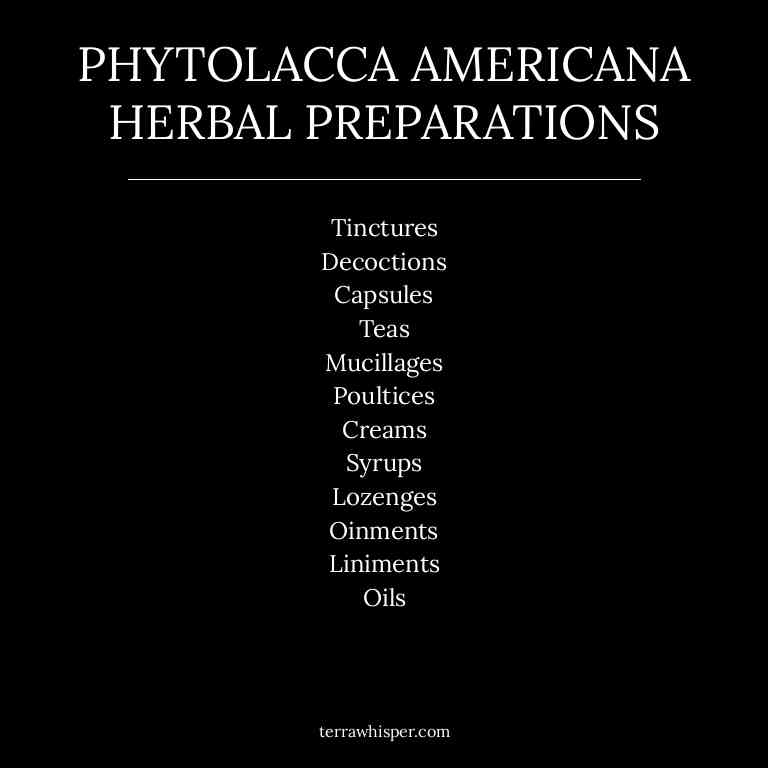 PHYTOLACCA AMERICANA
HERBAL PREPARATIONS
Tinctures
Decoctions
Capsules
Teas
Mucillages
Poultices
Creams
Syrups
Lozenges
Oinments
Liniments
Oils
terrawhisper.com